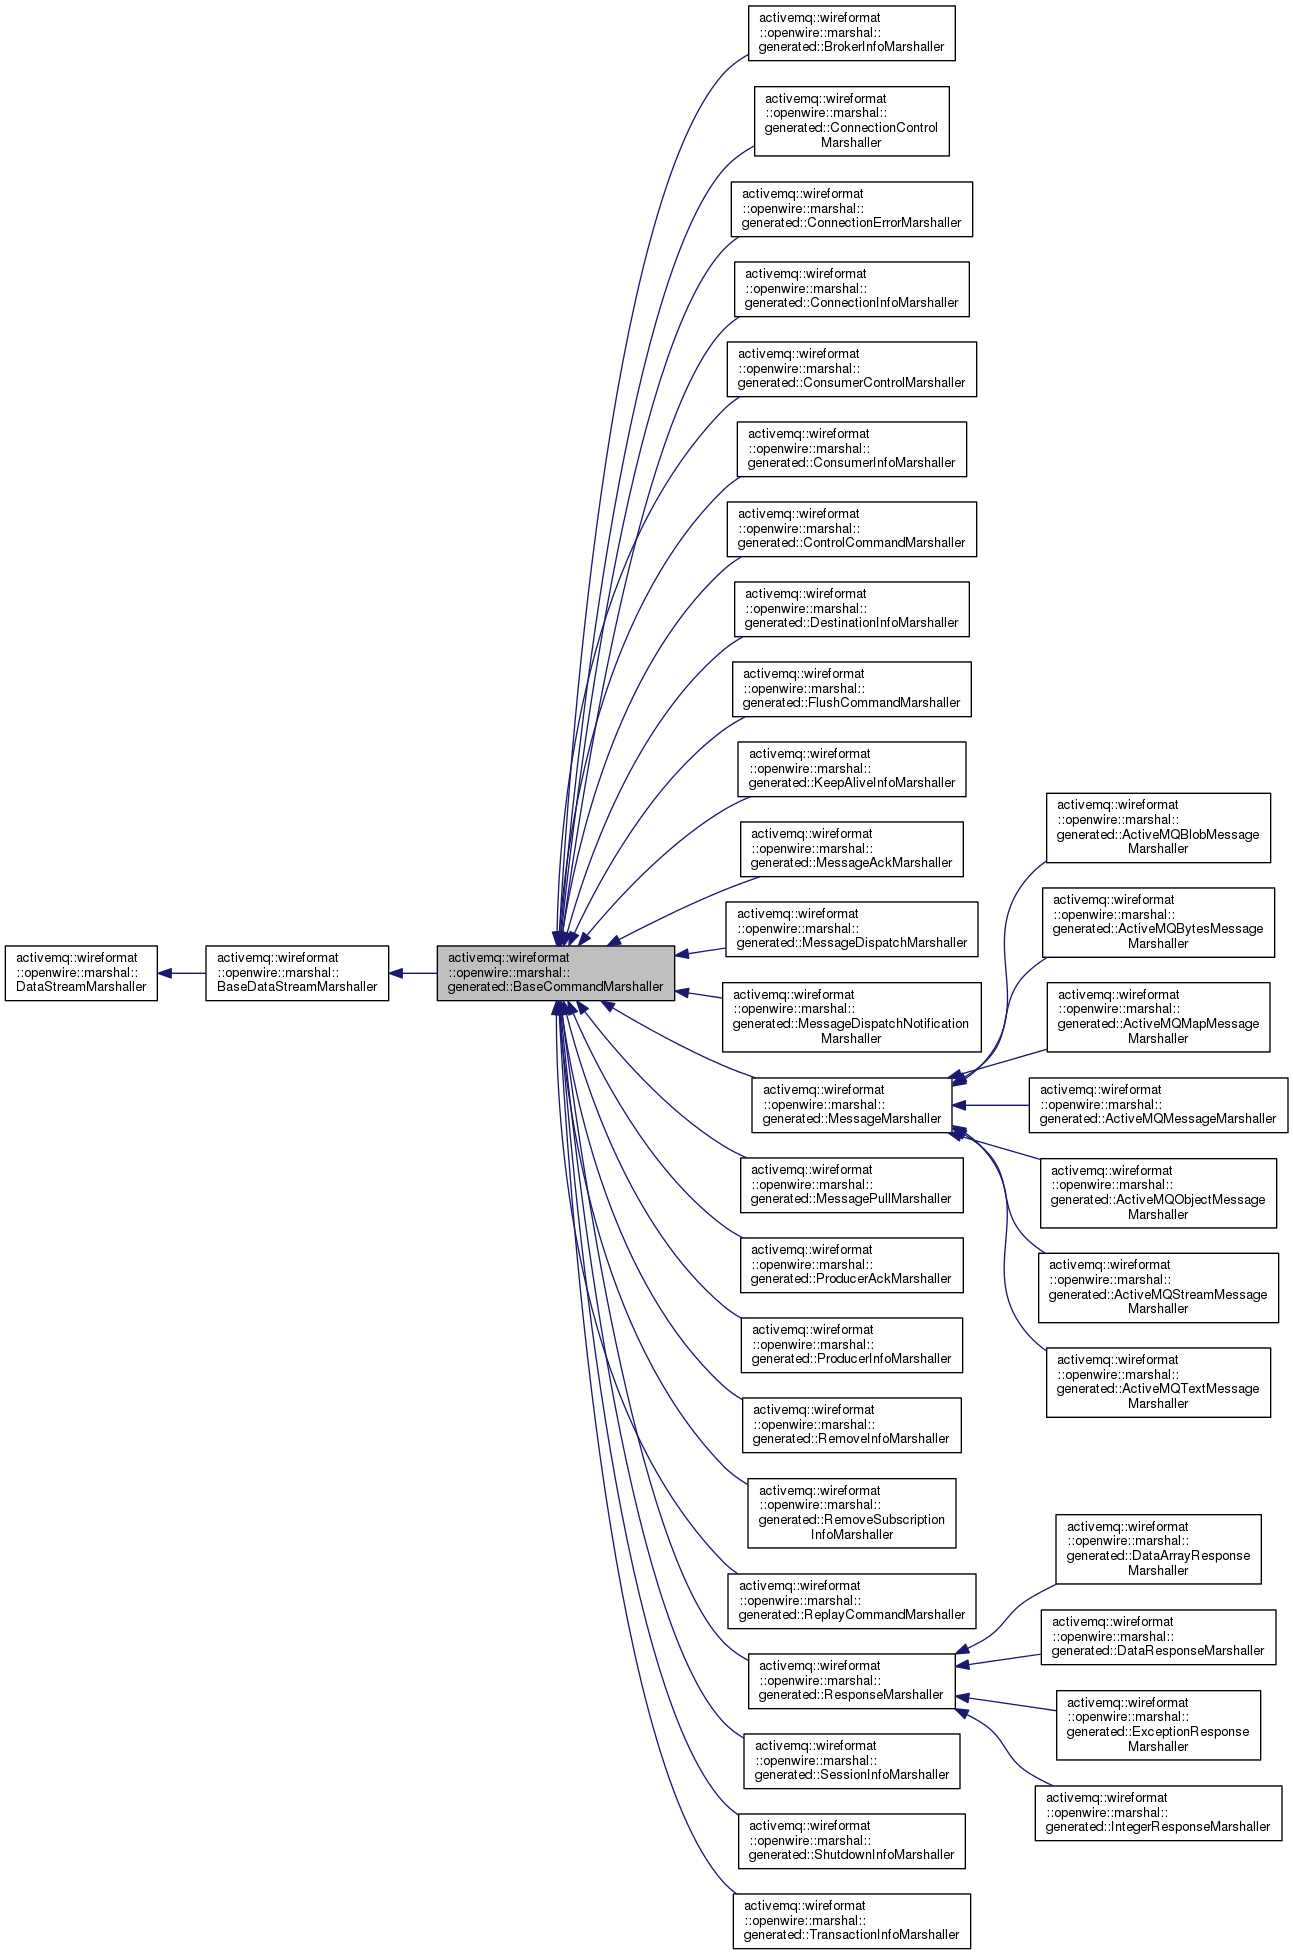 activemq::wireformat
::openwire::marshal::
DataStreamMarshaller
activemq::wireformat
::openwire::marshal::
BaseDataStreamMarshaller
activemq::wireformat
::openwire::marshal::
generated::BaseCommandMarshaller
activemq::wireformat
::openwire::marshal::
generated::BrokerInfoMarshaller
activemq::wireformat
::openwire::marshal::
generated::ConnectionControl
Marshaller
activemq::wireformat
::openwire::marshal::
generated::ConnectionErrorMarshaller
activemq::wireformat
::openwire::marshal::
generated::ConnectionInfoMarshaller
activemq::wireformat
::openwire::marshal::
generated::ConsumerControlMarshaller
activemq::wireformat
::openwire::marshal::
generated::ConsumerInfoMarshaller
activemq::wireformat
::openwire::marshal::
generated::ControlCommandMarshaller
activemq::wireformat
::openwire::marshal::
generated::DestinationInfoMarshaller
activemq::wireformat
::openwire::marshal::
generated::FlushCommandMarshaller
activemq::wireformat
::openwire::marshal::
generated::KeepAliveInfoMarshaller
activemq::wireformat
::openwire::marshal::
generated::MessageAckMarshaller
activemq::wireformat
::openwire::marshal::
generated::MessageDispatchMarshaller
activemq::wireformat
::openwire::marshal::
generated::MessageDispatchNotification
Marshaller
activemq::wireformat
::openwire::marshal::
generated::MessageMarshaller
activemq::wireformat
::openwire::marshal::
generated::MessagePullMarshaller
activemq::wireformat
::openwire::marshal::
generated::ProducerAckMarshaller
activemq::wireformat
::openwire::marshal::
generated::ProducerInfoMarshaller
activemq::wireformat
::openwire::marshal::
generated::RemoveInfoMarshaller
activemq::wireformat
::openwire::marshal::
generated::RemoveSubscription
InfoMarshaller
activemq::wireformat
::openwire::marshal::
generated::ReplayCommandMarshaller
activemq::wireformat
::openwire::marshal::
generated::ResponseMarshaller
activemq::wireformat
::openwire::marshal::
generated::SessionInfoMarshaller
activemq::wireformat
::openwire::marshal::
generated::ShutdownInfoMarshaller
activemq::wireformat
::openwire::marshal::
generated::TransactionInfoMarshaller
activemq::wireformat
::openwire::marshal::
generated::ActiveMQBlobMessage
Marshaller
activemq::wireformat
::openwire::marshal::
generated::ActiveMQBytesMessage
Marshaller
activemq::wireformat
::openwire::marshal::
generated::ActiveMQMapMessage
Marshaller
activemq::wireformat
::openwire::marshal::
generated::ActiveMQMessageMarshaller
activemq::wireformat
::openwire::marshal::
generated::ActiveMQObjectMessage
Marshaller
activemq::wireformat
::openwire::marshal::
generated::ActiveMQStreamMessage
Marshaller
activemq::wireformat
::openwire::marshal::
generated::ActiveMQTextMessage
Marshaller
activemq::wireformat
::openwire::marshal::
generated::DataArrayResponse
Marshaller
activemq::wireformat
::openwire::marshal::
generated::DataResponseMarshaller
activemq::wireformat
::openwire::marshal::
generated::ExceptionResponse
Marshaller
activemq::wireformat
::openwire::marshal::
generated::IntegerResponseMarshaller